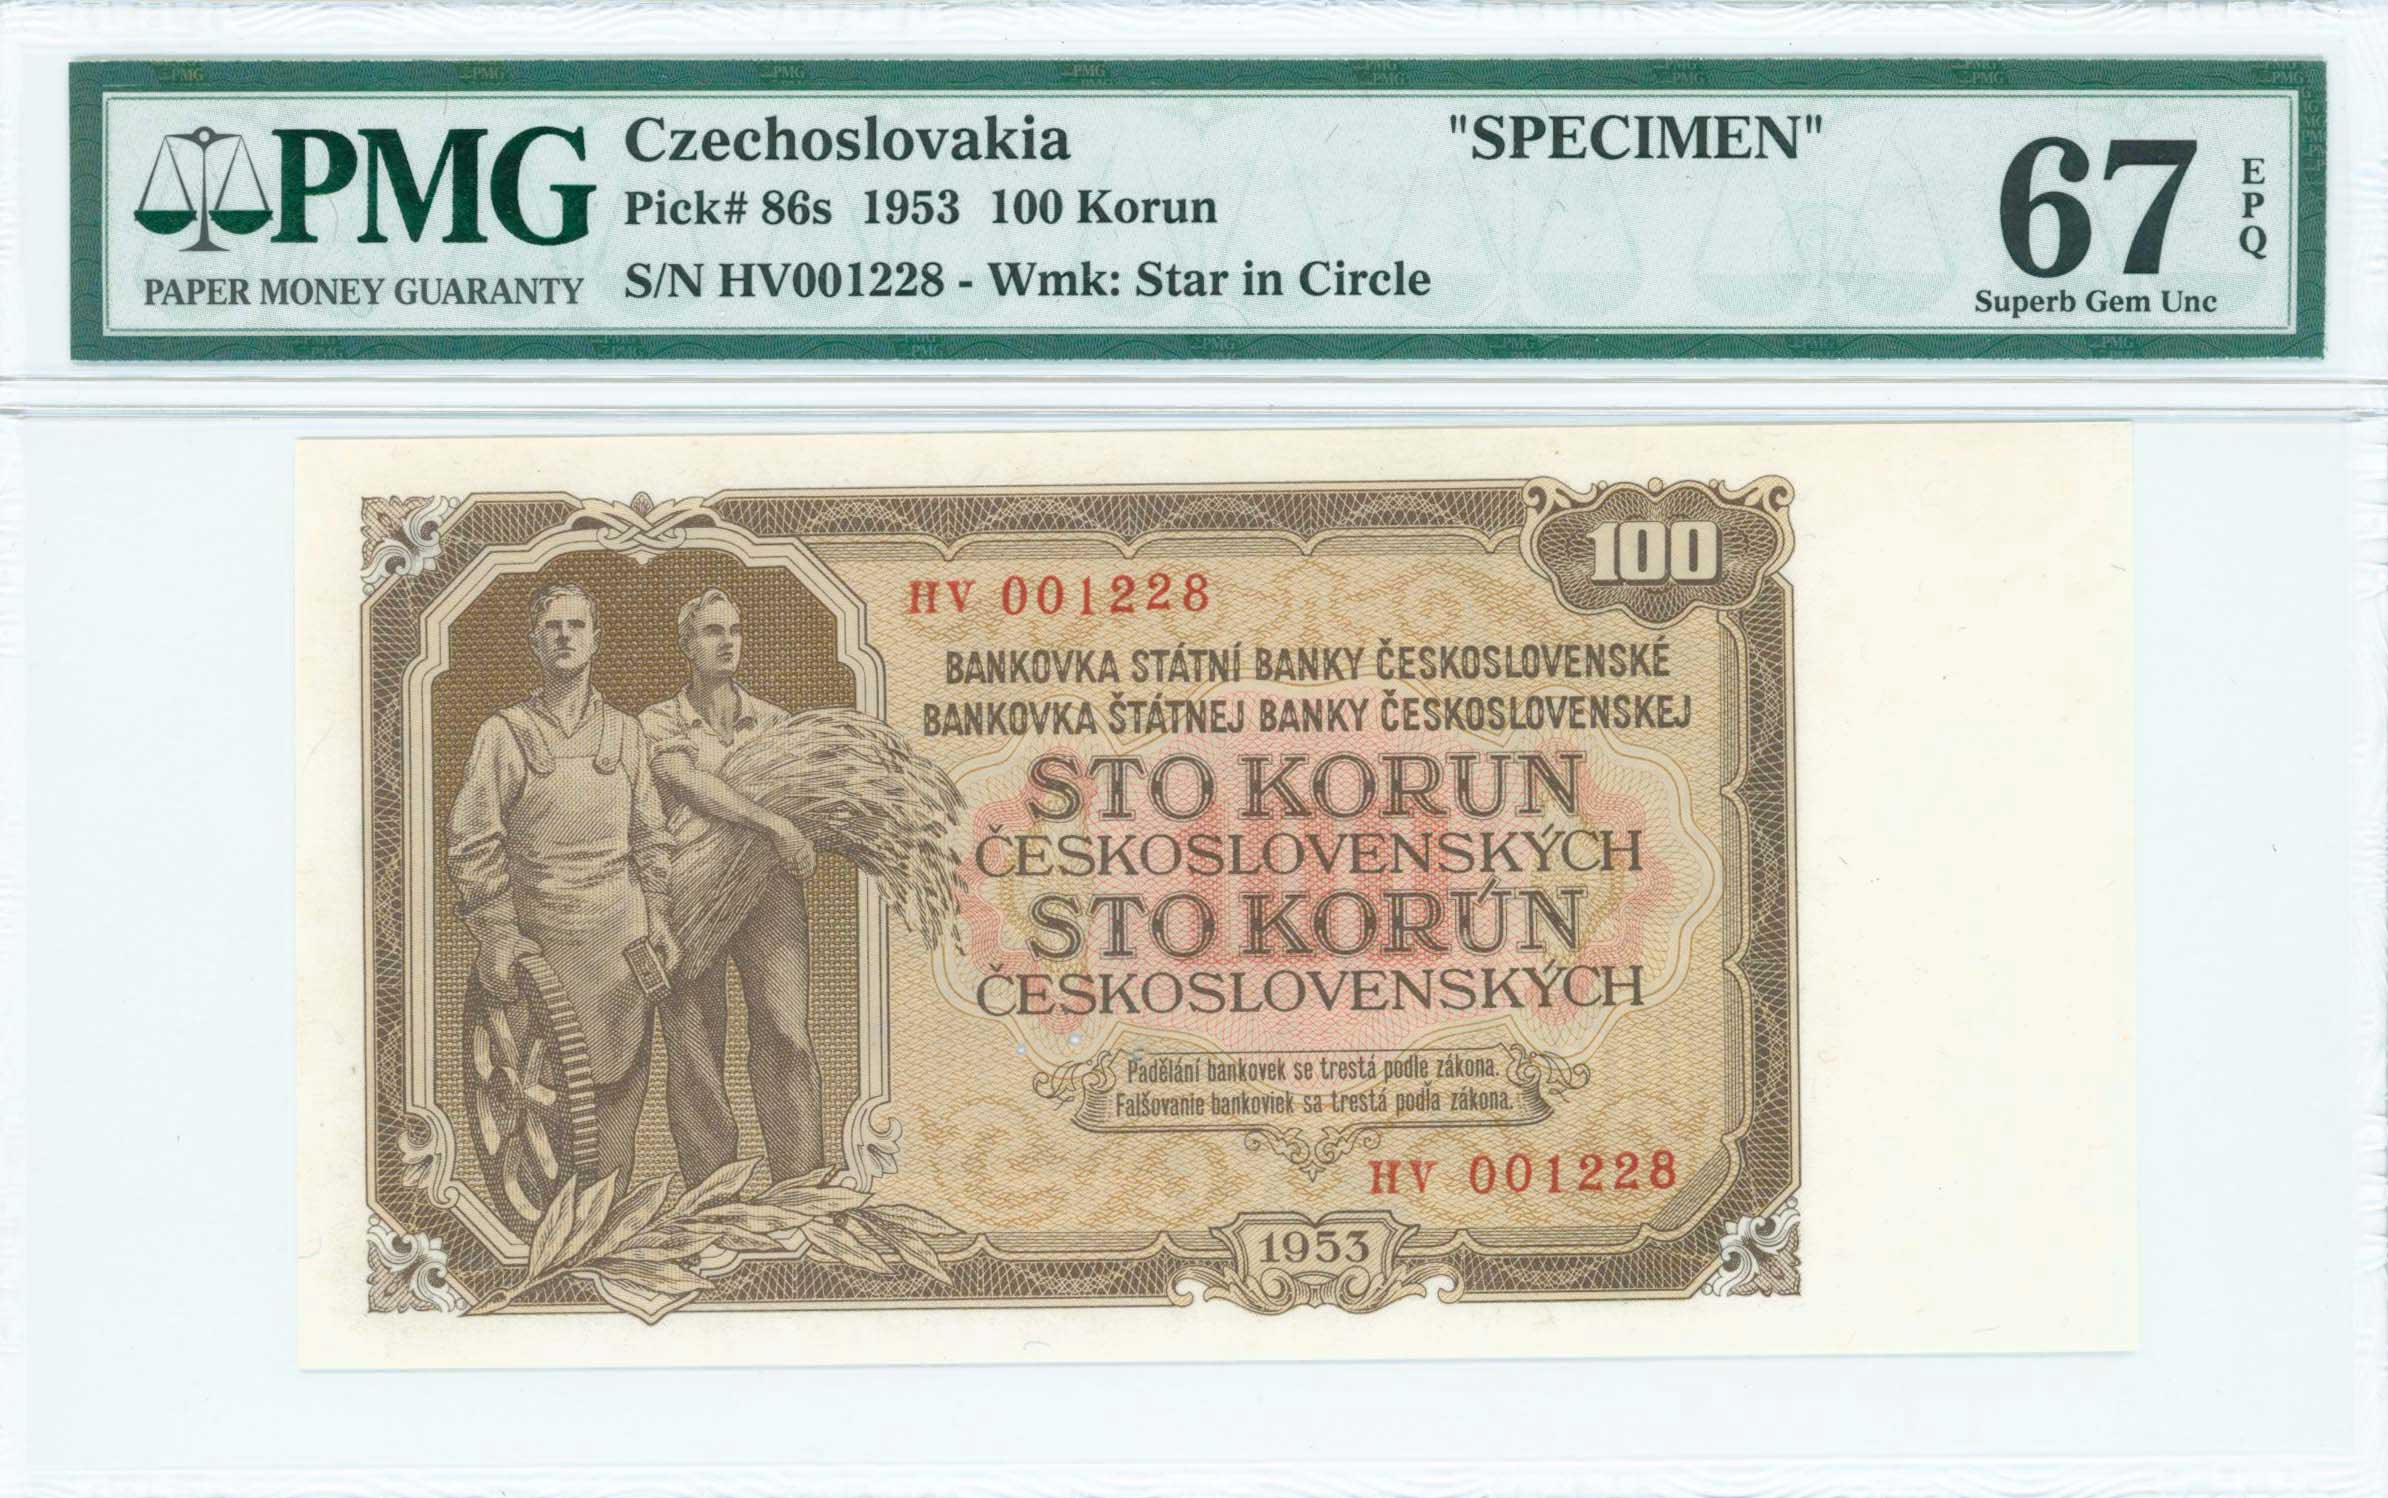 PMG
PAPER MONEY GUARANTY
Czechoslovakia
"SPECIMEN"
Pick# 86s 1953 100 Korun
S/N HV001228 - Wmk: Star in Circle
67
EPQ
Superb Gem Unc
100
HV 001228
BANKOVKA STÁTNÍ BANKY ČESKOSLOVENSKÉ
BANKOVKA ŠTÁTNEJ BANKY ČESKOSLOVENSKEJ
STO KORUN
ČESKOSLOVENSKÝCH
STO KORÚN
ČESKOSLOVENSKÝCH
Padělání bankovek se trestá podle zákona.
Falšovanie bankoviek sa trestá podľa zákona.
HV 001228
1953